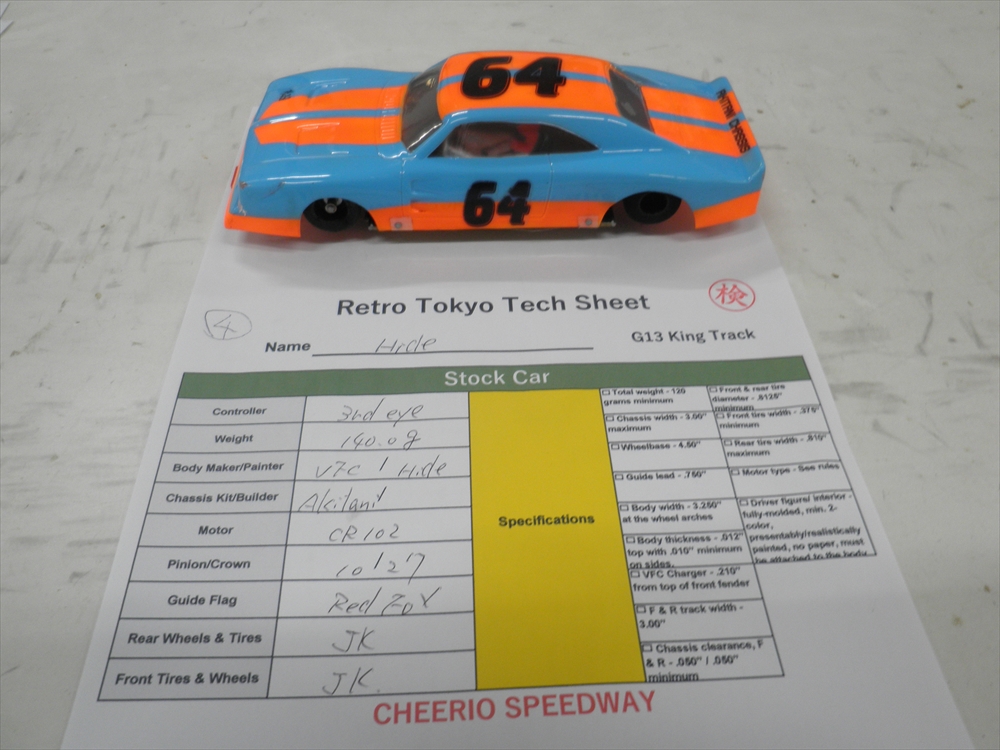 64
64
Retro Tokyo Tech Sheet
検
4
Name Hide
G13 King Track
Stock Car
Controller 3rd eye
Weight 140.0g
Body Maker/Painter VFC / Hide
Chassis Kit/Builder
Motor CR102
Pinion/Crown 10/27
Guide Flag Red Fox
Rear Wheels & Tires JK
Front Tires & Wheels JK.
Specifications
☐ Total weight - 120
grams minimum
☐ Chassis width - 3.00"
maximum
☐ Wheelbase - 4.50"
☐ Guide lead - .750"
☐ Body width - 3.250"
at the wheel arches
☐ Body thickness - .012"
top with .010" minimum
on sides.
☐ VFC Charger - .210"
from top of front fender
☐ F & R track width -
3.00"
☐ Chassis clearance, F
& R - .050" / .050"
minimum
☐ Front & rear tire
diameter - .8125"
minimum
☐ Front tire width - .375"
minimum
☐ Rear tire width - .810"
maximum
☐ Motor type - See rules
☐ Driver figure/ interior -
fully-molded, min. 2-
color,
presentably/realistically
painted, no paper, must
be attached to the body
CHEERIO SPEEDWAY